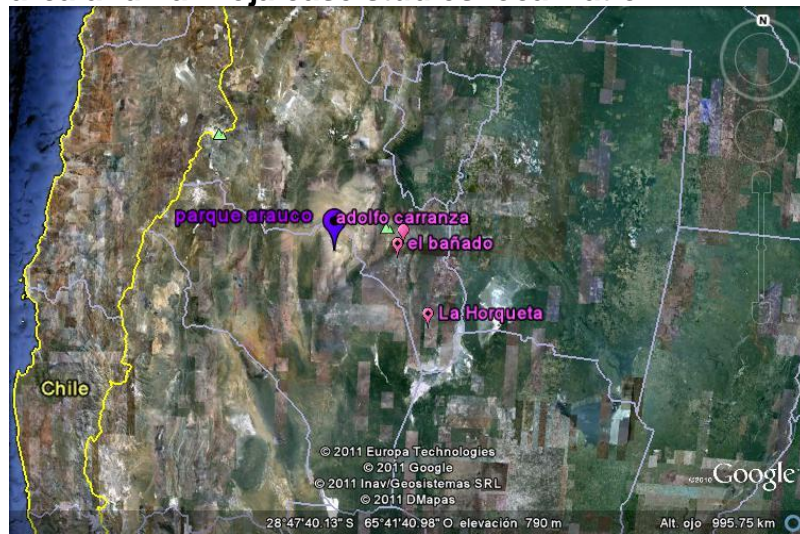 N
parque arauco
adolfo carranza
el bañado
La Horqueta
Chile
© 2011 Europa Technologies
© 2011 Google
© 2011 Inav/Geosistemas SRL
© 2011 DMapas
©2010 Google
28°47'40.13" S 65°41'40.98" O elevación 790 m Alt. ojo 995.75 km